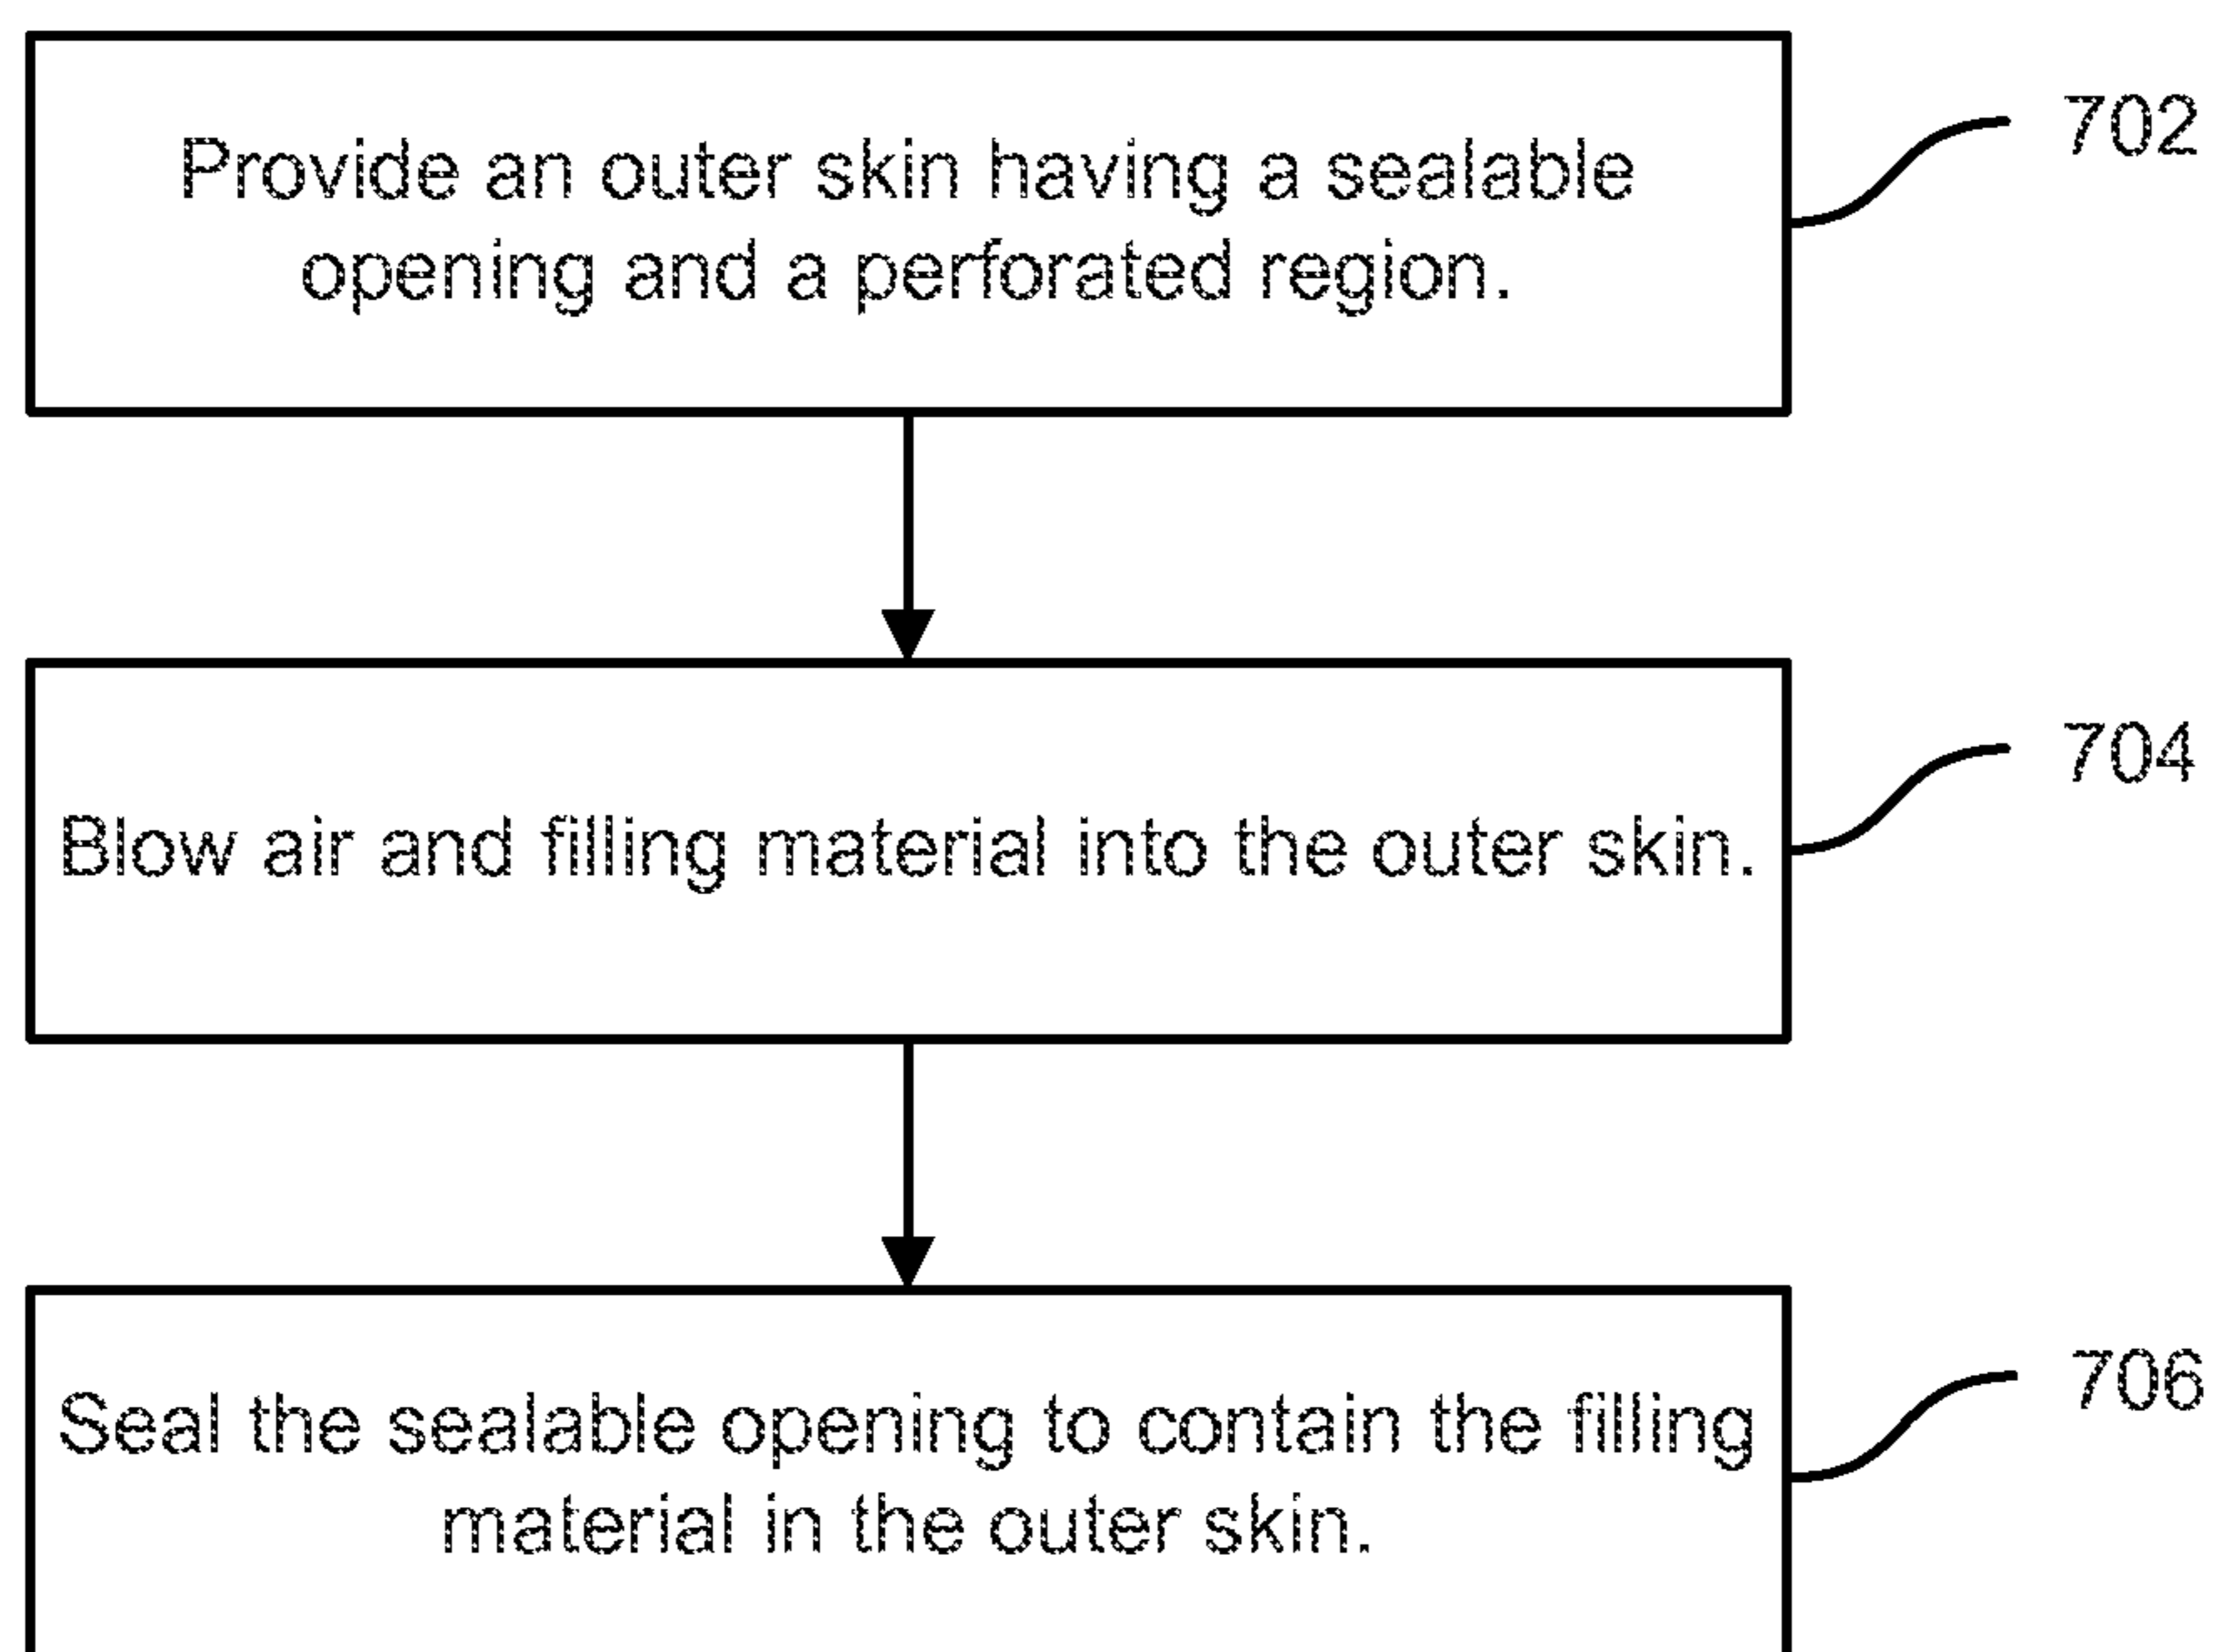 702
Provide an outer skin having a sealable
opening and a perforated region.
704
Blow air and filling material into the outer skin.
706
Seal the sealable opening to contain the filling
material in the outer skin.